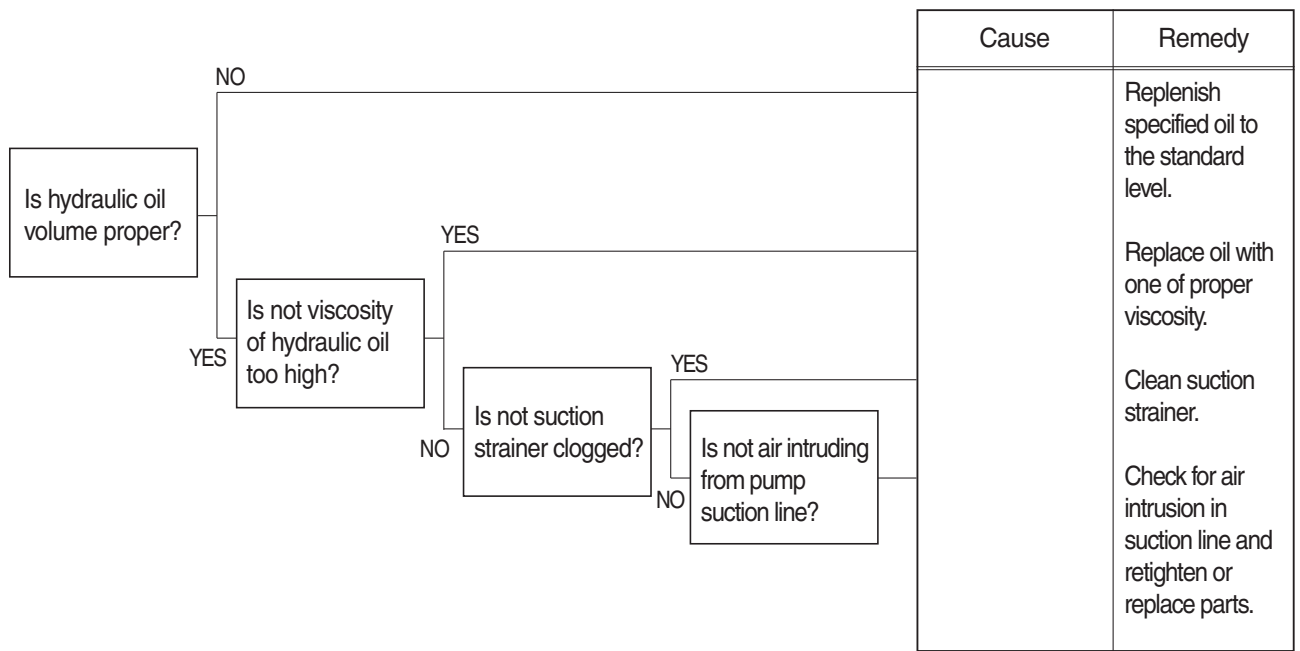 Cause
Remedy
NO
Replenish
specified oil to
the standard
level.
Is hydraulic oil
volume proper?
YES
Replace oil with
one of proper
viscosity.
Is not viscosity
of hydraulic oil
too high?
YES
YES
Clean suction
strainer.
Is not suction
strainer clogged?
NO
Is not air intruding
from pump
suction line?
NO
Check for air
intrusion in
suction line and
retighten or
replace parts.